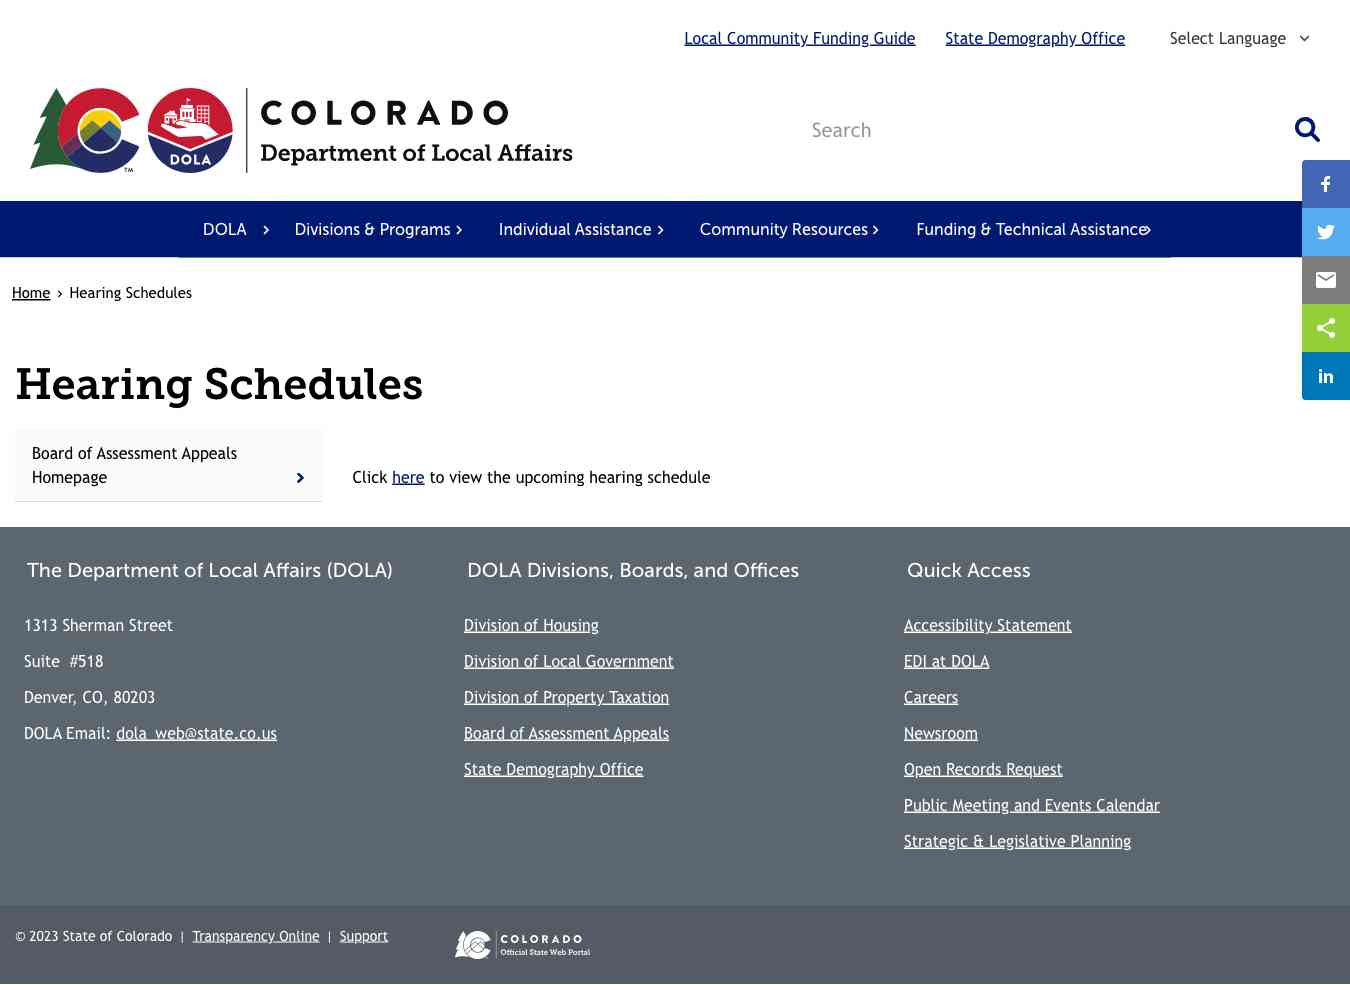 Local Community Funding Guide
State Demography Office
Select Language
TM
DOLA
COLORADO
Department of Local Affairs
Search
DOLA
Divisions & Programs
Individual Assistance
Community Resources
Funding & Technical Assistance
Home › Hearing Schedules
Hearing Schedules
Board of Assessment Appeals
Homepage
Click here to view the upcoming hearing schedule
The Department of Local Affairs (DOLA)
1313 Sherman Street
Suite #518
Denver, CO, 80203
DOLA Email: dola_web@state.co.us
DOLA Divisions, Boards, and Offices
Division of Housing
Division of Local Government
Division of Property Taxation
Board of Assessment Appeals
State Demography Office
Quick Access
Accessibility Statement
EDI at DOLA
Careers
Newsroom
Open Records Request
Public Meeting and Events Calendar
Strategic & Legislative Planning
© 2023 State of Colorado | Transparency Online | Support
COLORADO
Official State Web Portal